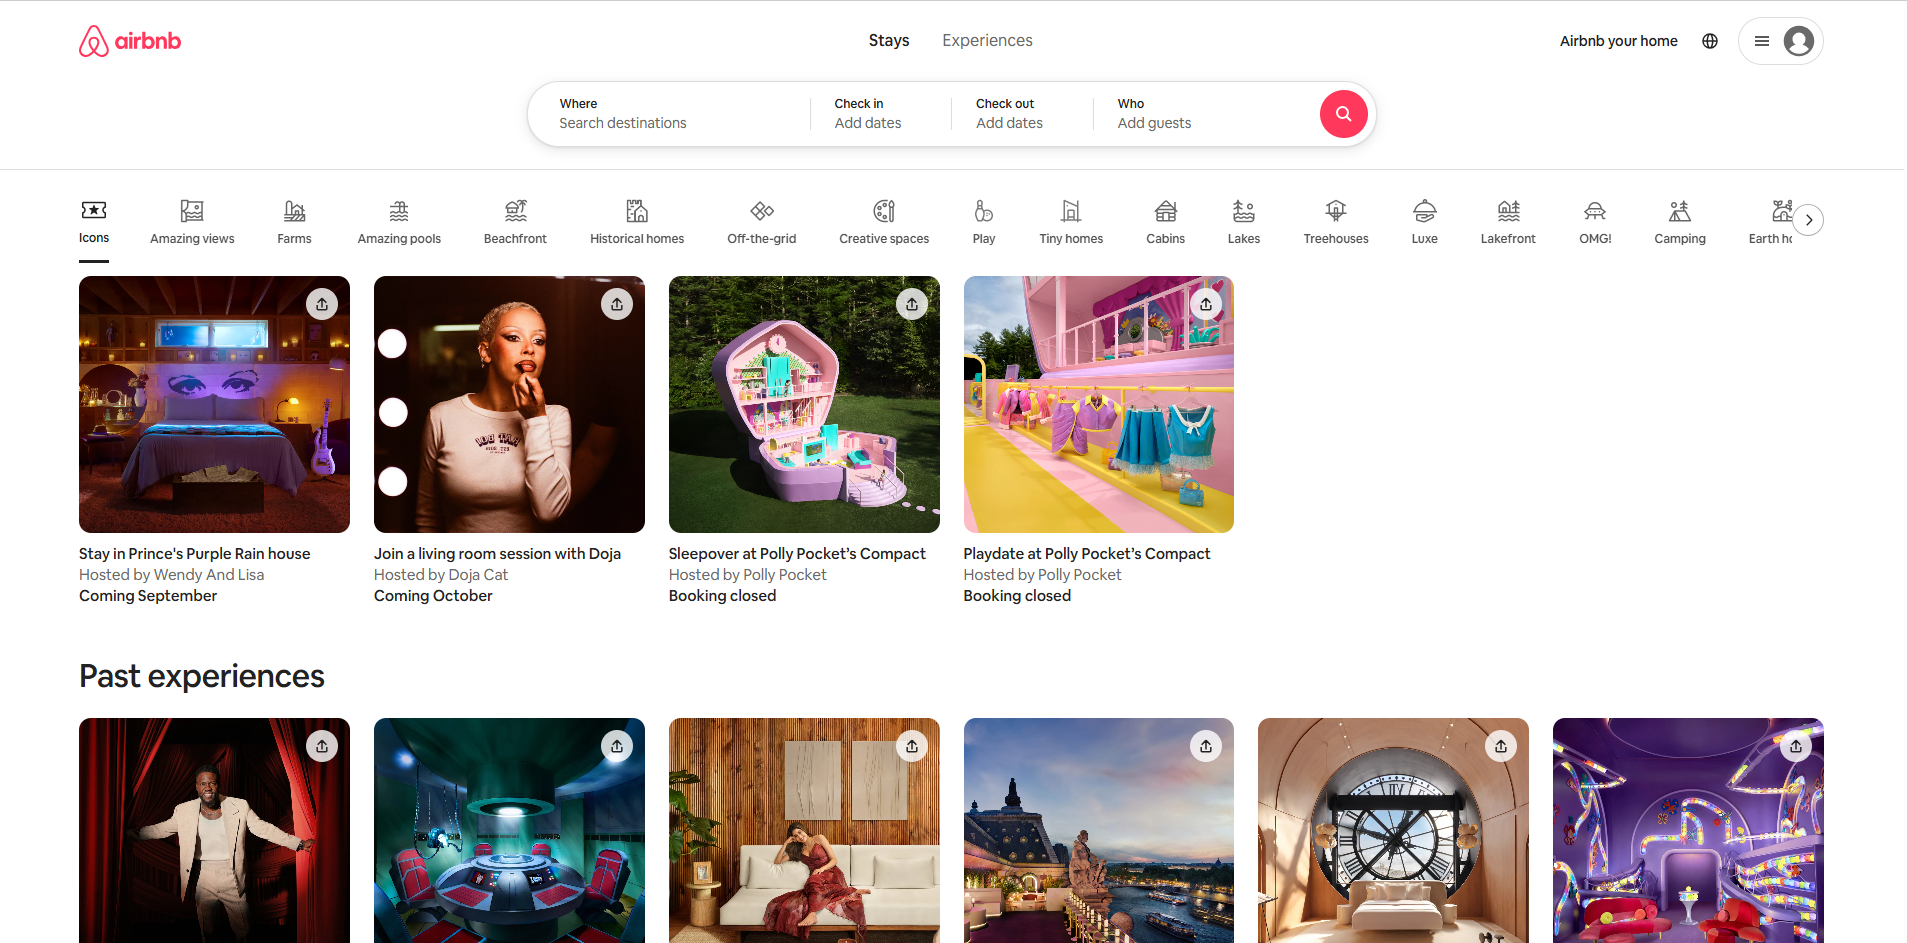 airbnb
Stays
Experiences
Airbnb your home
Where
Search destinations
Check in
Add dates
Check out
Add dates
Who
Add guests
Icons
Amazing views
Farms
Amazing pools
Beachfront
Historical homes
Off-the-grid
Creative spaces
Play
Tiny homes
Cabins
Lakes
Treehouses
Luxe
Lakefront
OMG!
Camping
Earth ho
Stay in Prince's Purple Rain house
Hosted by Wendy And Lisa
Coming September
Join a living room session with Doja
Hosted by Doja Cat
Coming October
Sleepover at Polly Pocket’s Compact
Hosted by Polly Pocket
Booking closed
Playdate at Polly Pocket’s Compact
Hosted by Polly Pocket
Booking closed
Past experiences